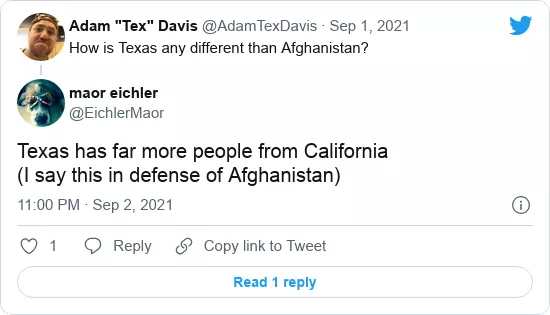 Adam "Tex" Davis @AdamTexDavis · Sep 1, 2021
How is Texas any different than Afghanistan?
maor eichler
@EichlerMaor
Texas has far more people from California
(I say this in defense of Afghanistan)
11:00 PM · Sep 2, 2021
1 Reply Copy link to Tweet
Read 1 reply